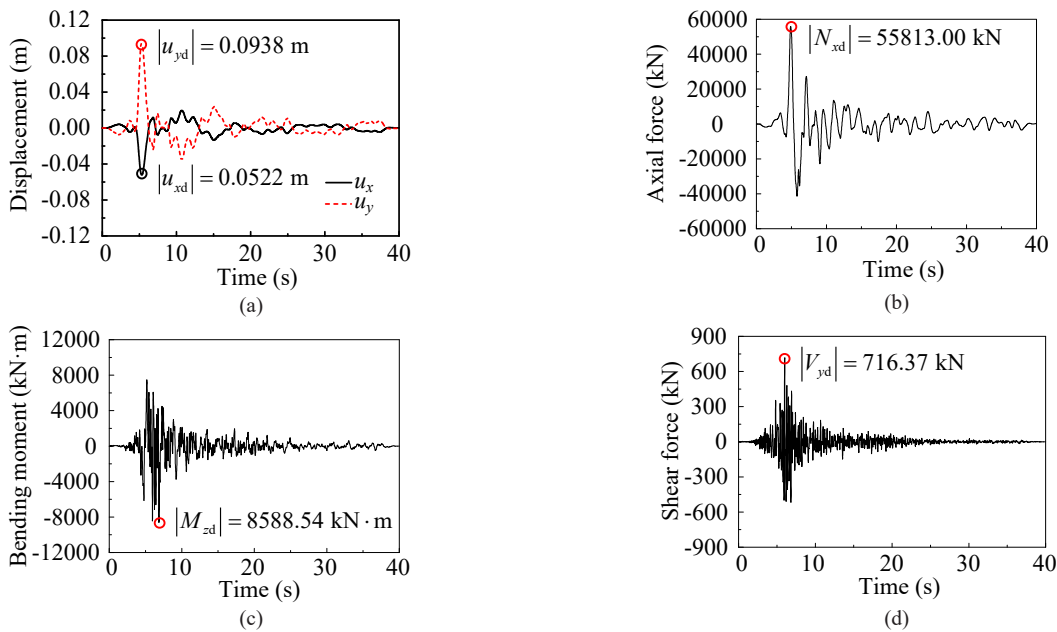 Displacement (m)
0.12
0.08
0.04
0.00
-0.04
-0.08
-0.12
|u_yd| = 0.0938 m
|u_xd| = 0.0522 m
u_x
u_y
0 10 20 30 40
Time (s)
(a)
Axial force (kN)
60000
40000
20000
0
-20000
-40000
60000
|N_xd| = 55813.00 kN
0 10 20 30 40
Time (s)
(b)
Bending moment (kN·m)
12000
8000
4000
0
-4000
-8000
12000
|M_zd| = 8588.54 kN · m
0 10 20 30 40
Time (s)
(c)
Shear force (kN)
900
600
300
0
-300
-600
-900
|V_yd| = 716.37 kN
0 10 20 30 40
Time (s)
(d)